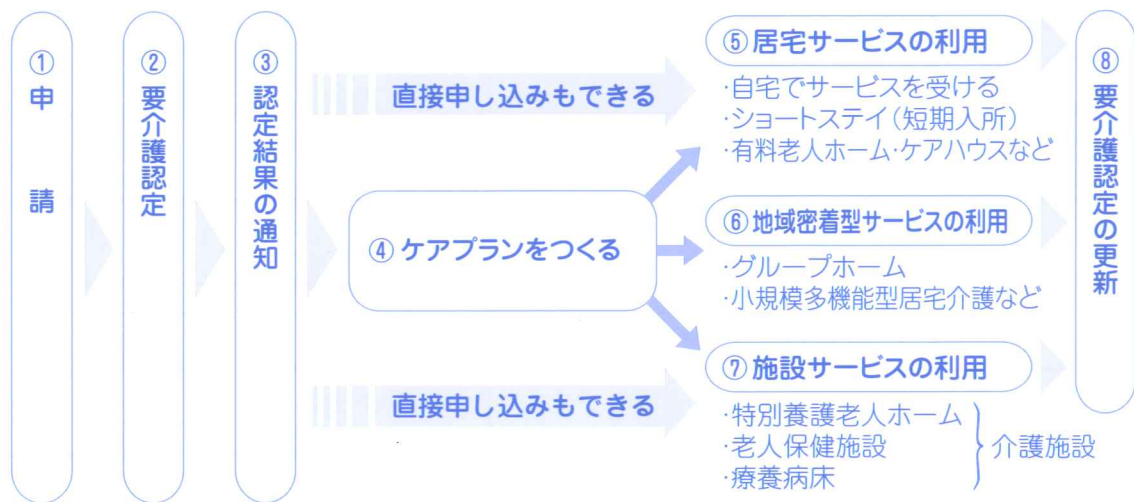 ① 申請
② 要介護認定
③ 認定結果の通知
直接申し込みもできる
④ ケアプランをつくる
直接申し込みもできる
⑤ 居宅サービスの利用
・自宅でサービスを受ける
・ショートステイ(短期入所)
・有料老人ホーム・ケアハウスなど
⑥ 地域密着型サービスの利用
・グループホーム
・小規模多機能型居宅介護など
⑦ 施設サービスの利用
・特別養護老人ホーム
・老人保健施設
・療養病床
介護施設
⑧ 要介護認定の更新